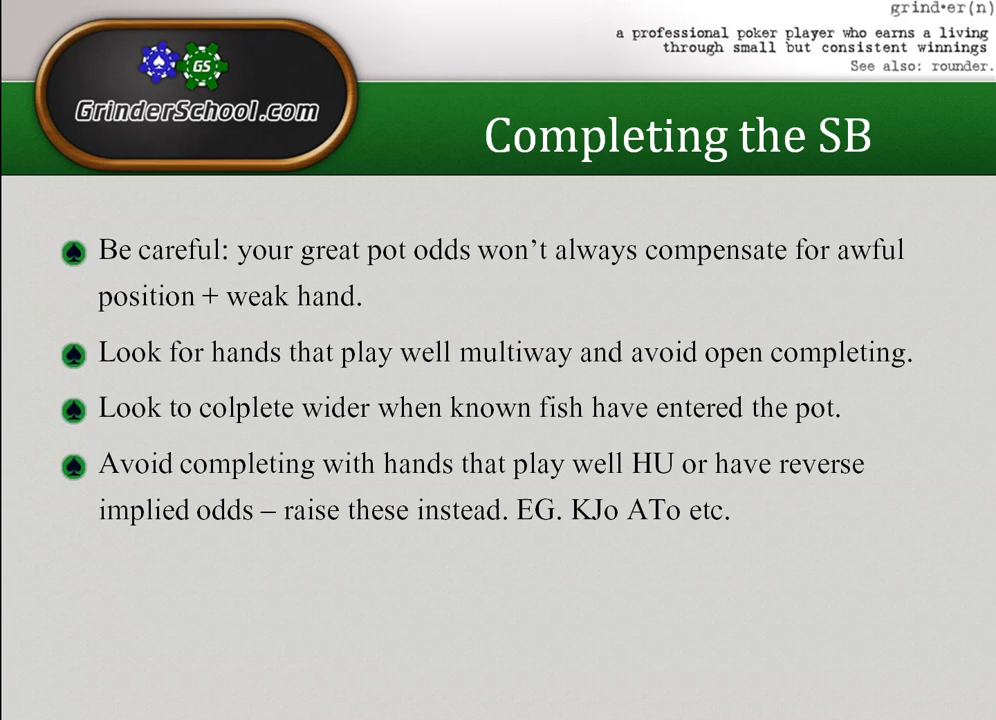 grind•er(n)
a professional poker player who earns a living
through small but consistent winnings
See also: rounder.
GS
GrinderSchool.com
Completing the SB
Be careful: your great pot odds won't always compensate for awful
position + weak hand.
Look for hands that play well multiway and avoid open completing.
Look to colplete wider when known fish have entered the pot.
Avoid completing with hands that play well HU or have reverse
implied odds – raise these instead. EG. KJo ATo etc.